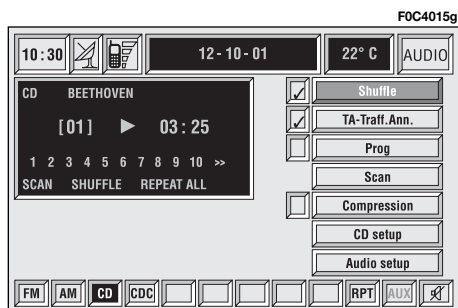 F0C4015g
10:30 12-10-01 22° C AUDIO
CD BEETHOVEN
[01] 03:25
1 2 3 4 5 6 7 8 9 10 >>
SCAN SHUFFLE REPEAT ALL
Shuffle
TA-Traff.Ann.
Prog
Scan
Compression
CD setup
Audio setup
FM AM CD CDC RPT AUX